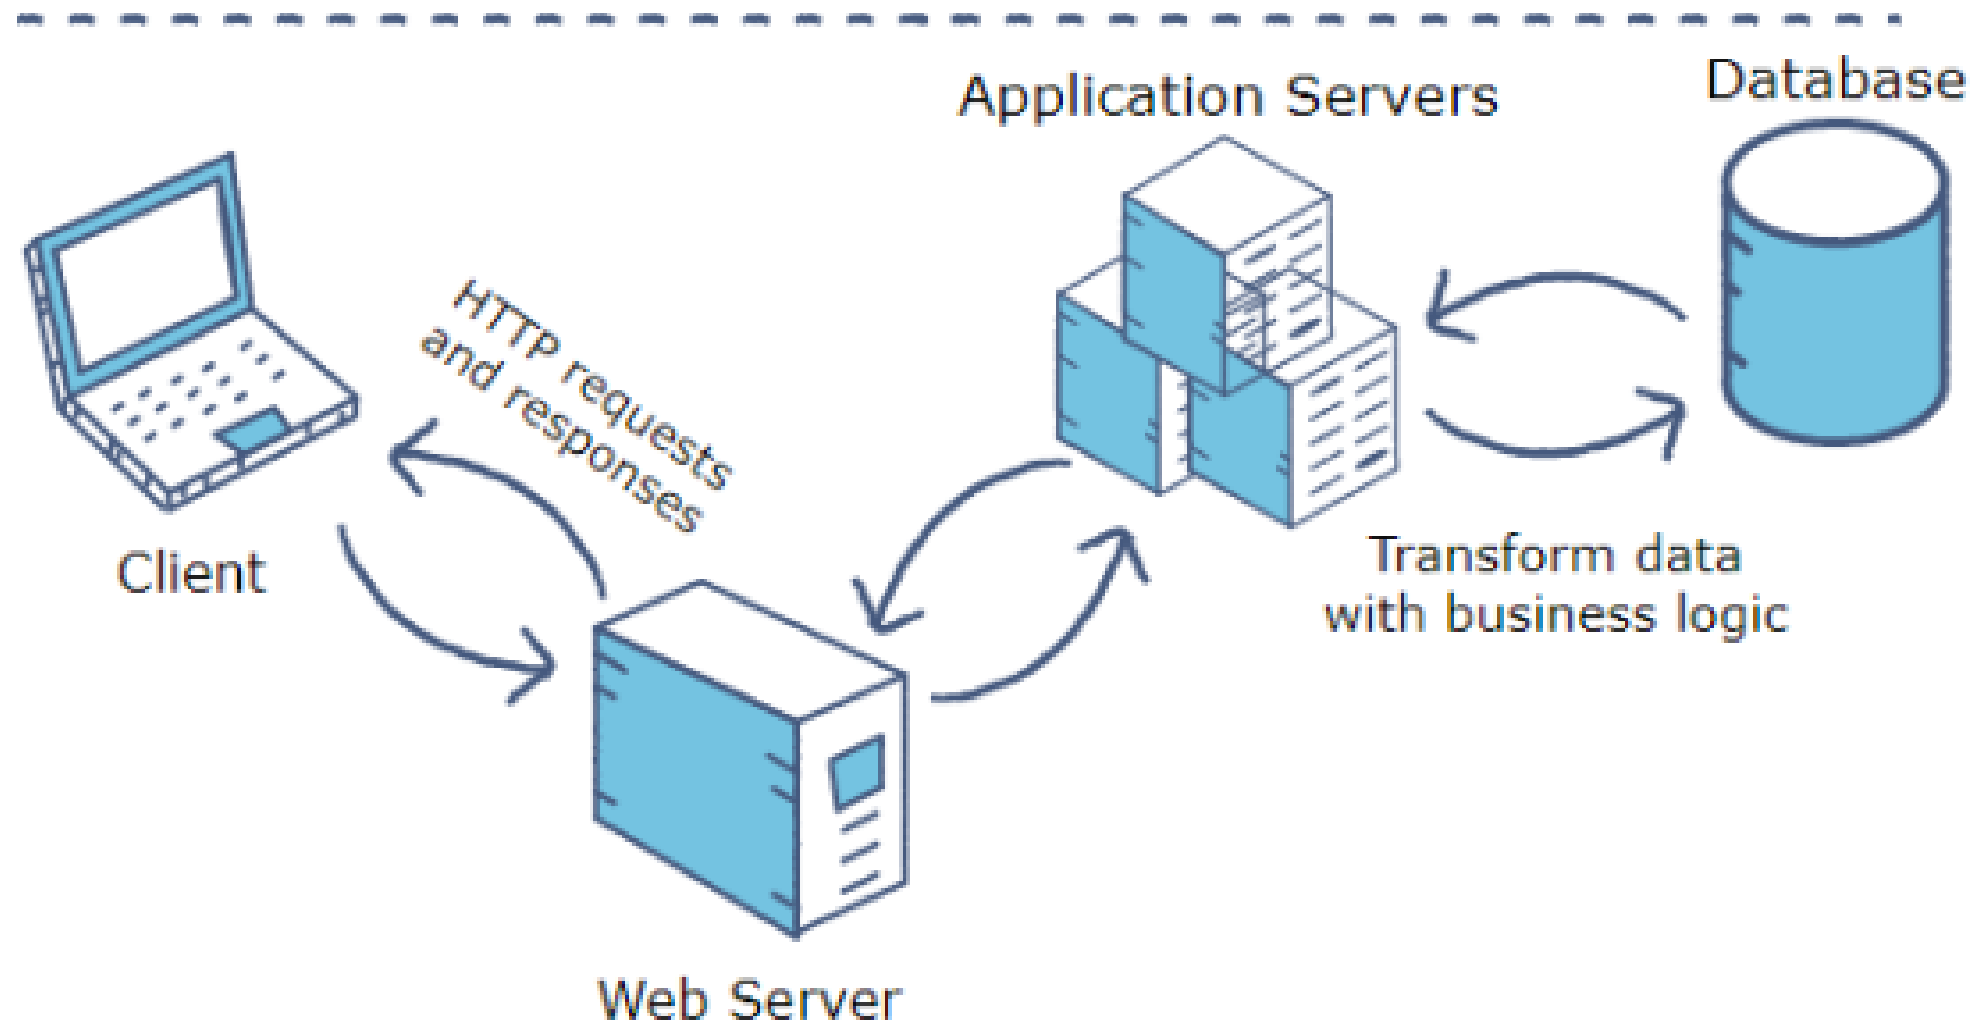 Application Servers
Database
HTTP requests
and responses
Client
Transform data
with business logic
Web Server